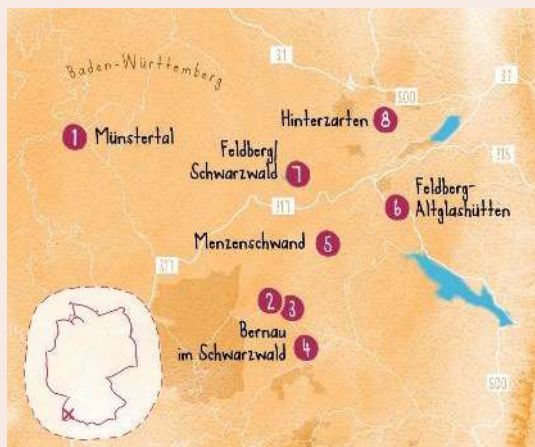 31
31
Baden-Württemberg
500
Hinterzarten 8
1 Münstertal
315
Feldberg/
Schwarzwald 7
Feldberg-
6 Altglashütten
317
Menzenschwand 5
317
2
3
Bernau
im Schwarzwald 4
500